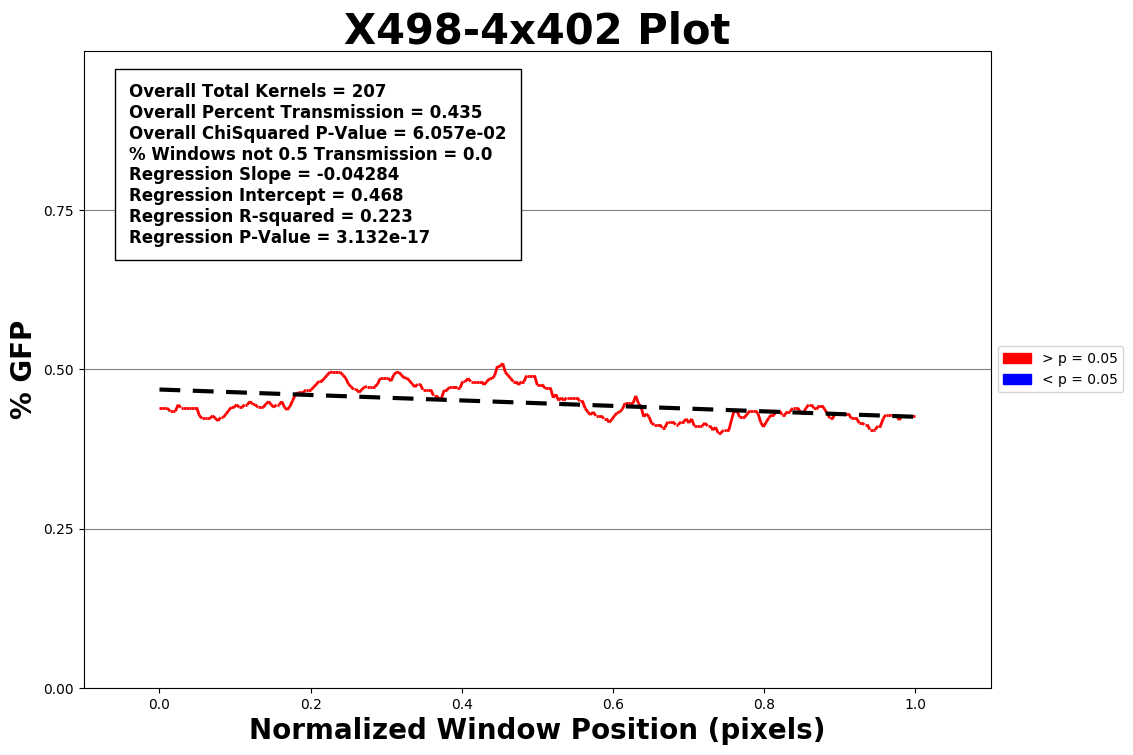 X498-4x402 Plot
Overall Total Kernels = 207
Overall Percent Transmission = 0.435
Overall ChiSquared P-Value = 6.057e-02
% Windows not 0.5 Transmission = 0.0
Regression Slope = -0.04284
Regression Intercept = 0.468
Regression R-squared = 0.223
Regression P-Value = 3.132e-17
% GFP
0.75
0.50
0.25
0.00
> p = 0.05
< p = 0.05
0.0 0.2 0.4 0.6 0.8 1.0
Normalized Window Position (pixels)